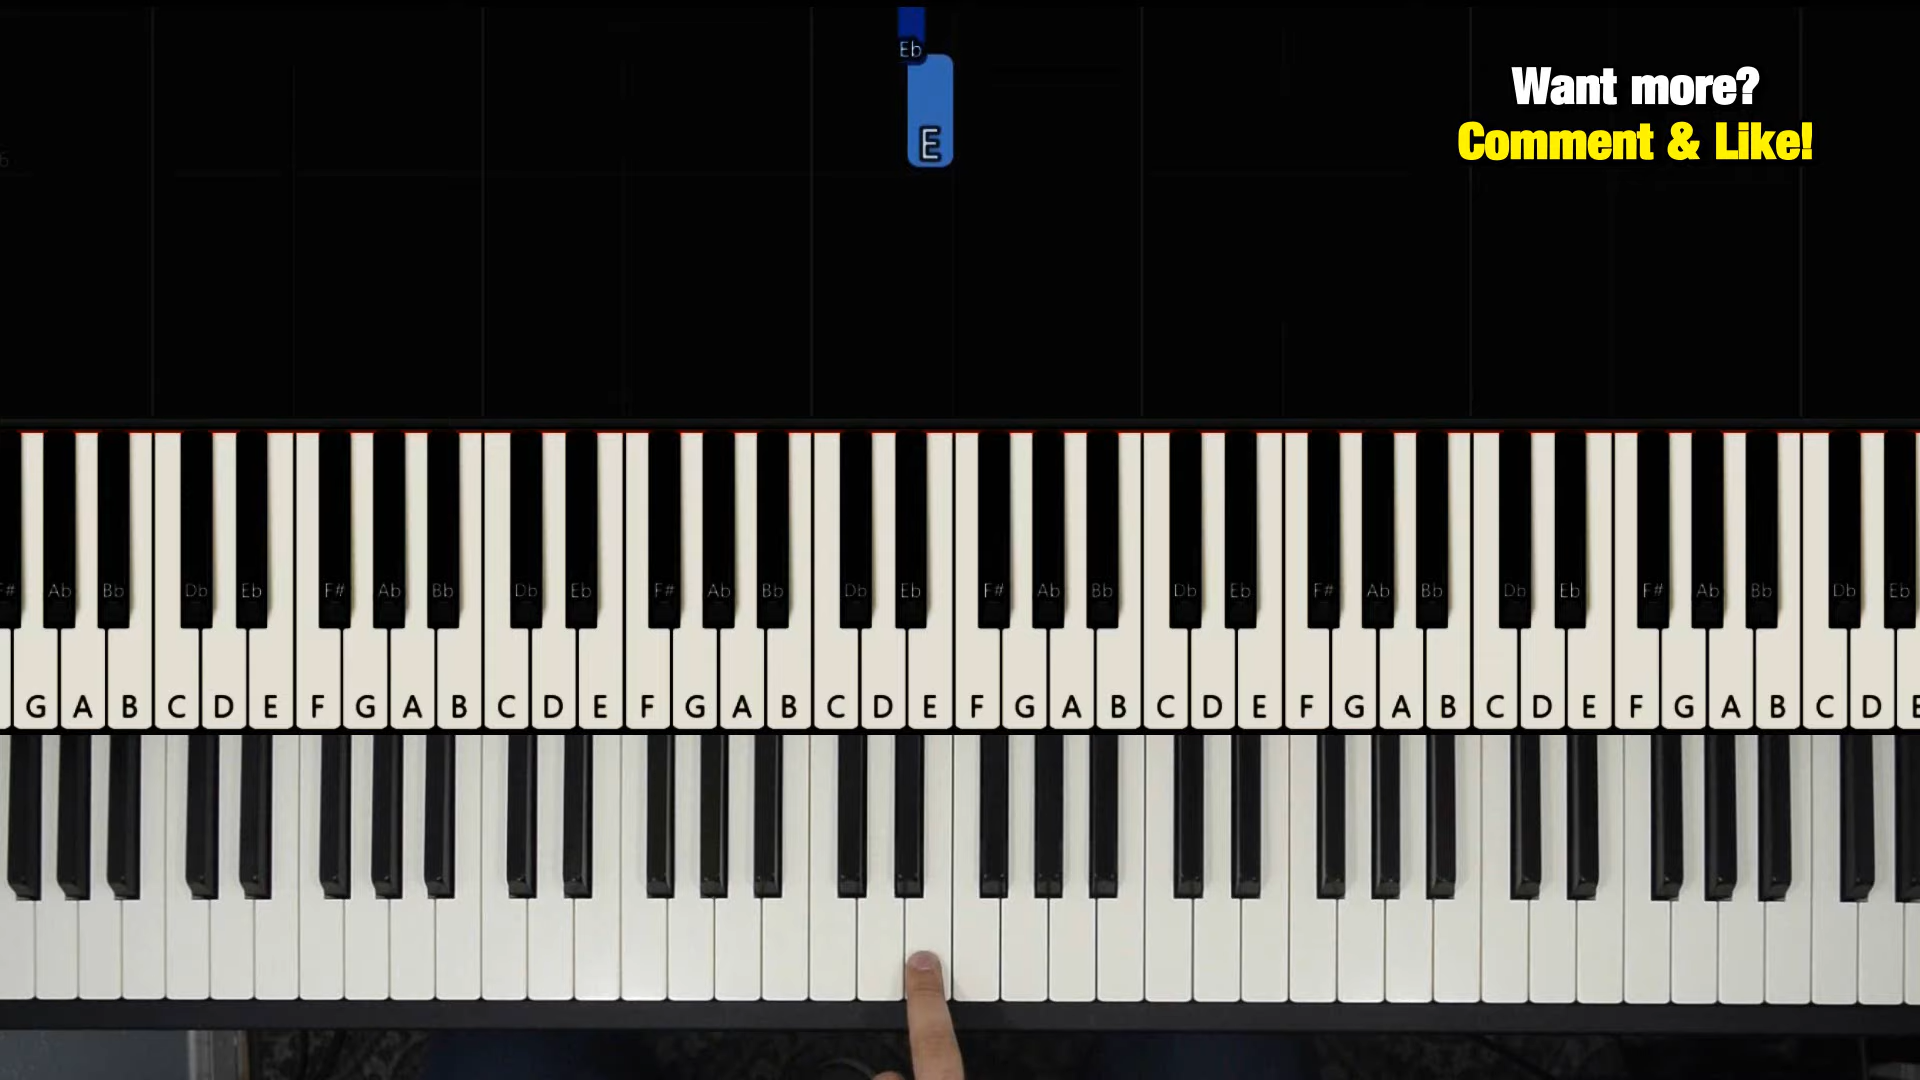 Eb
E
Want more?
Comment & Like!
F# Ab Bb Db Eb F# Ab Bb Db Eb F# Ab Bb Db Eb F# Ab Bb Db Eb F# Ab Bb Db Eb F# Ab Bb Db Eb
G A B C D E F G A B C D E F G A B C D E F G A B C D E F G A B C D E F G A B C D E